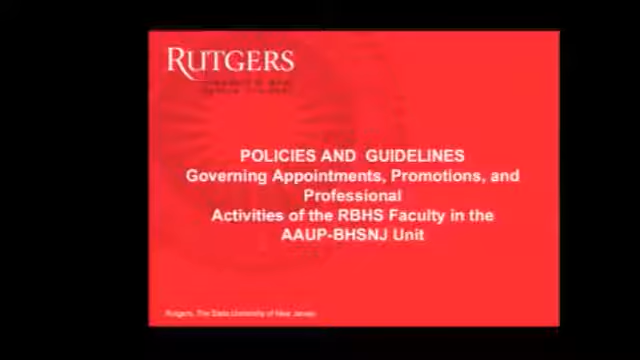 RUTGERS
POLICIES AND GUIDELINES
Governing Appointments, Promotions, and
Professional
Activities of the RBHS Faculty in the
AAUP-BHSNJ Unit
Rutgers, The State University of New Jersey